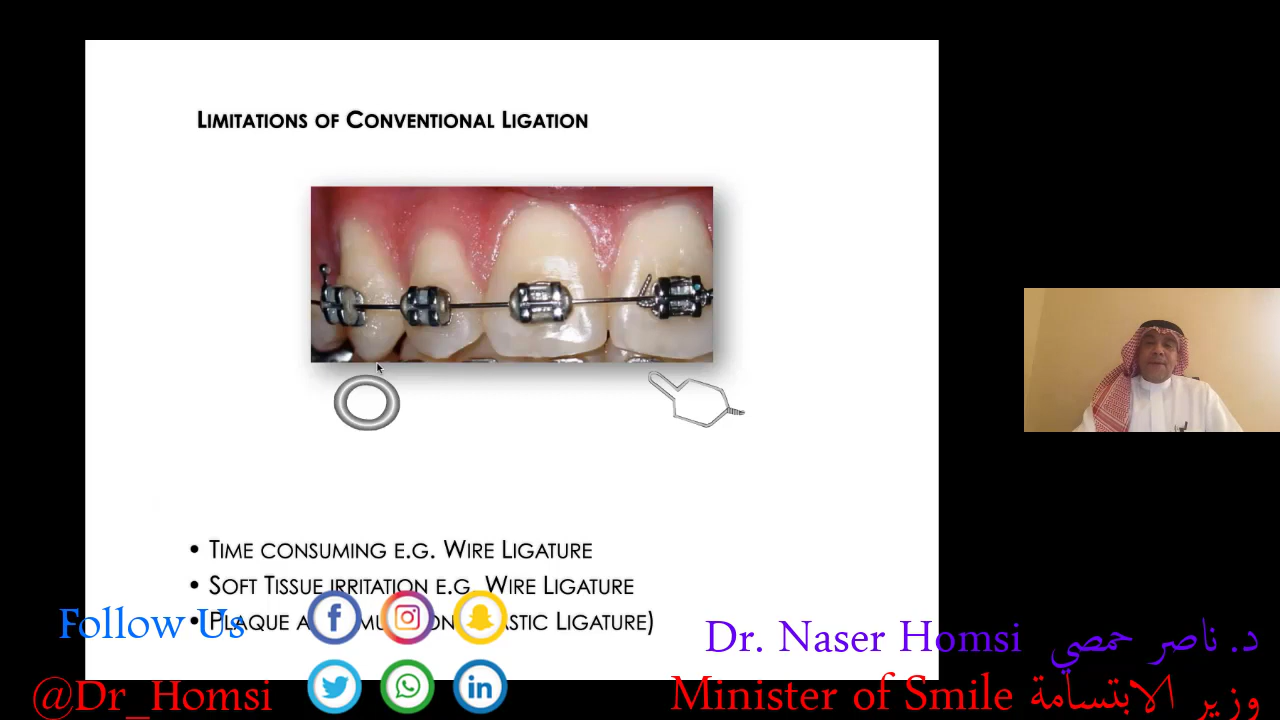 LIMITATIONS OF CONVENTIONAL LIGATION
• TIME CONSUMING E.G. WIRE LIGATURE
• SOFT TISSUE IRRITATION E.G. WIRE LIGATURE
• (PLAQUE LIGATURE)
Follow Us
@Dr_Homsi
Dr. Naser Homsi د. ناصر حمصي
Minister of Smile وزير الابتسامة